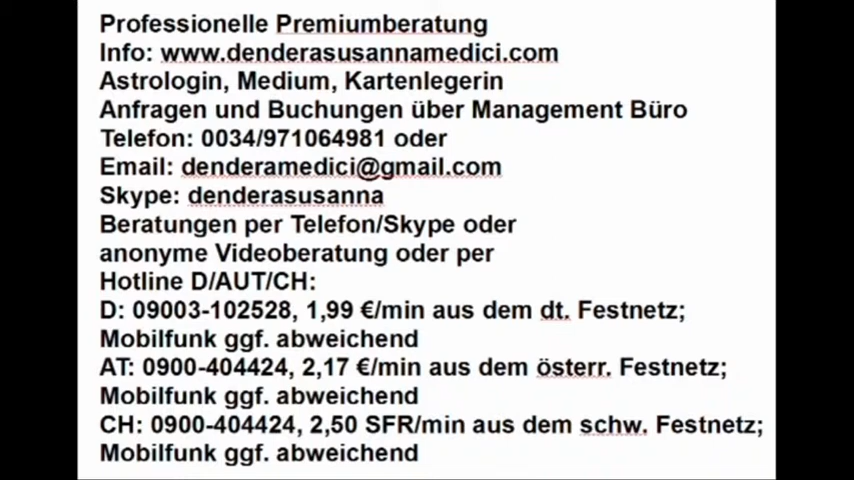 Professionelle Premiumberatung
Info: www.denderasusannamedici.com
Astrologin, Medium, Kartenlegerin
Anfragen und Buchungen über Management Büro
Telefon: 0034/971064981 oder
Email: denderamedici@gmail.com
Skype: denderasusanna
Beratungen per Telefon/Skype oder
anonyme Videoberatung oder per
Hotline D/AUT/CH:
D: 09003-102528, 1,99 €/min aus dem dt. Festnetz;
Mobilfunk ggf. abweichend
AT: 0900-404424, 2,17 €/min aus dem österr. Festnetz;
Mobilfunk ggf. abweichend
CH: 0900-404424, 2,50 SFR/min aus dem schw. Festnetz;
Mobilfunk ggf. abweichend